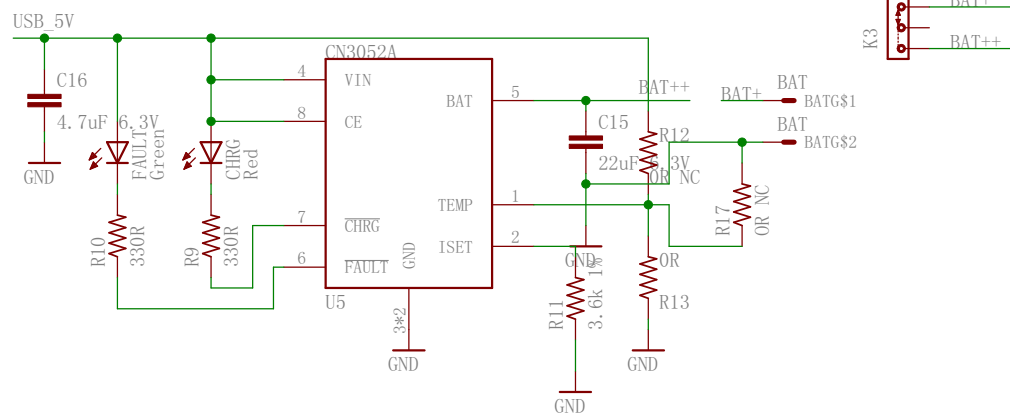 USB_5V
BAT+
K3
BAT++
CN3052A
C16
4.7uF 6.3V
GND
FAULT
Green
CHRG
Red
4
VIN
8
CE
BAT
5
BAT++
BAT+
BAT
BATG$1
BAT
BATG$2
C15
22uF 6.3V
R12
0R NC
TEMP
1
R17
0R NC
R10
330R
R9
330R
7
CHRG
6
FAULT
GND
ISET
2
GND
0R
R13
U5
3*2
GND
R11
3.6k 1%
GND
GND